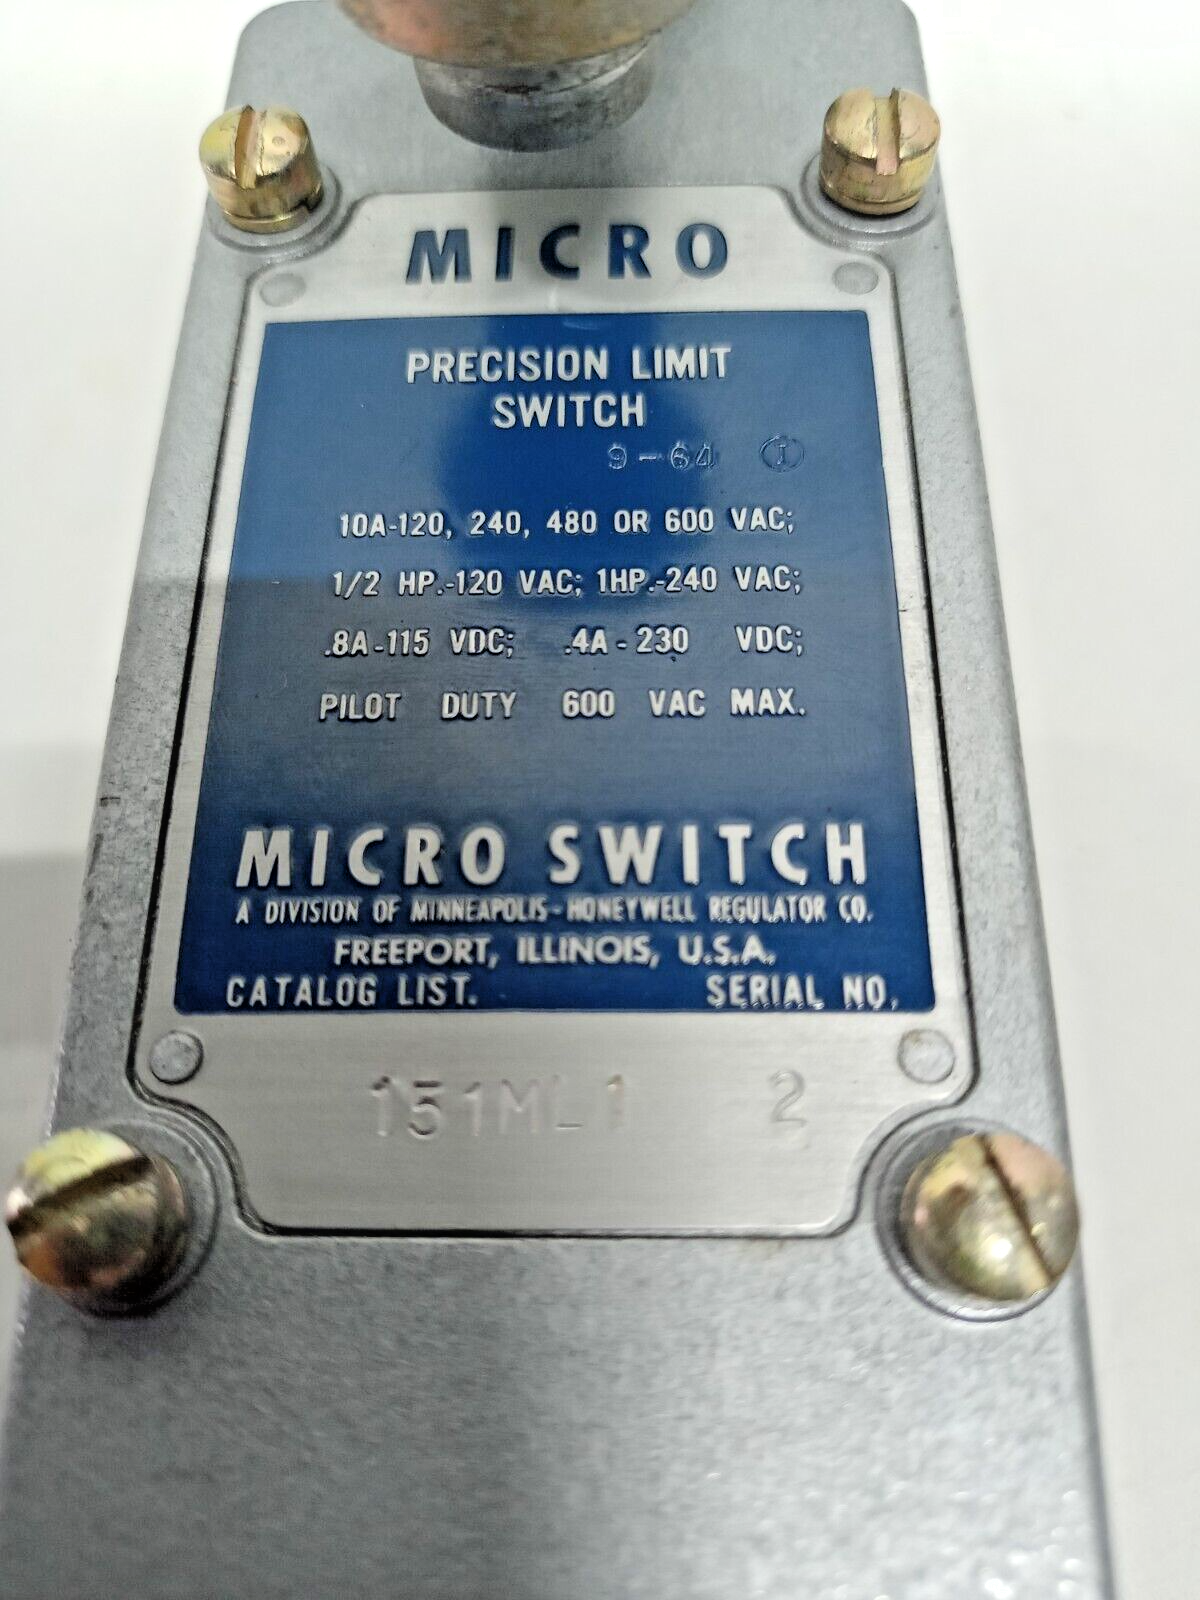 MICRO
PRECISION LIMIT
SWITCH
9-64 I
10A-120, 240, 480 OR 600 VAC;
1/2 HP.-120 VAC; 1HP.-240 VAC;
.8A-115 VDC; .4A-230 VDC;
PILOT DUTY 600 VAC MAX.
MICRO SWITCH
A DIVISION OF MINNEAPOLIS-HONEYWELL REGULATOR CO.
FREEPORT, ILLINOIS, U.S.A.
CATALOG LIST. SERIAL NO.
151ML1 2